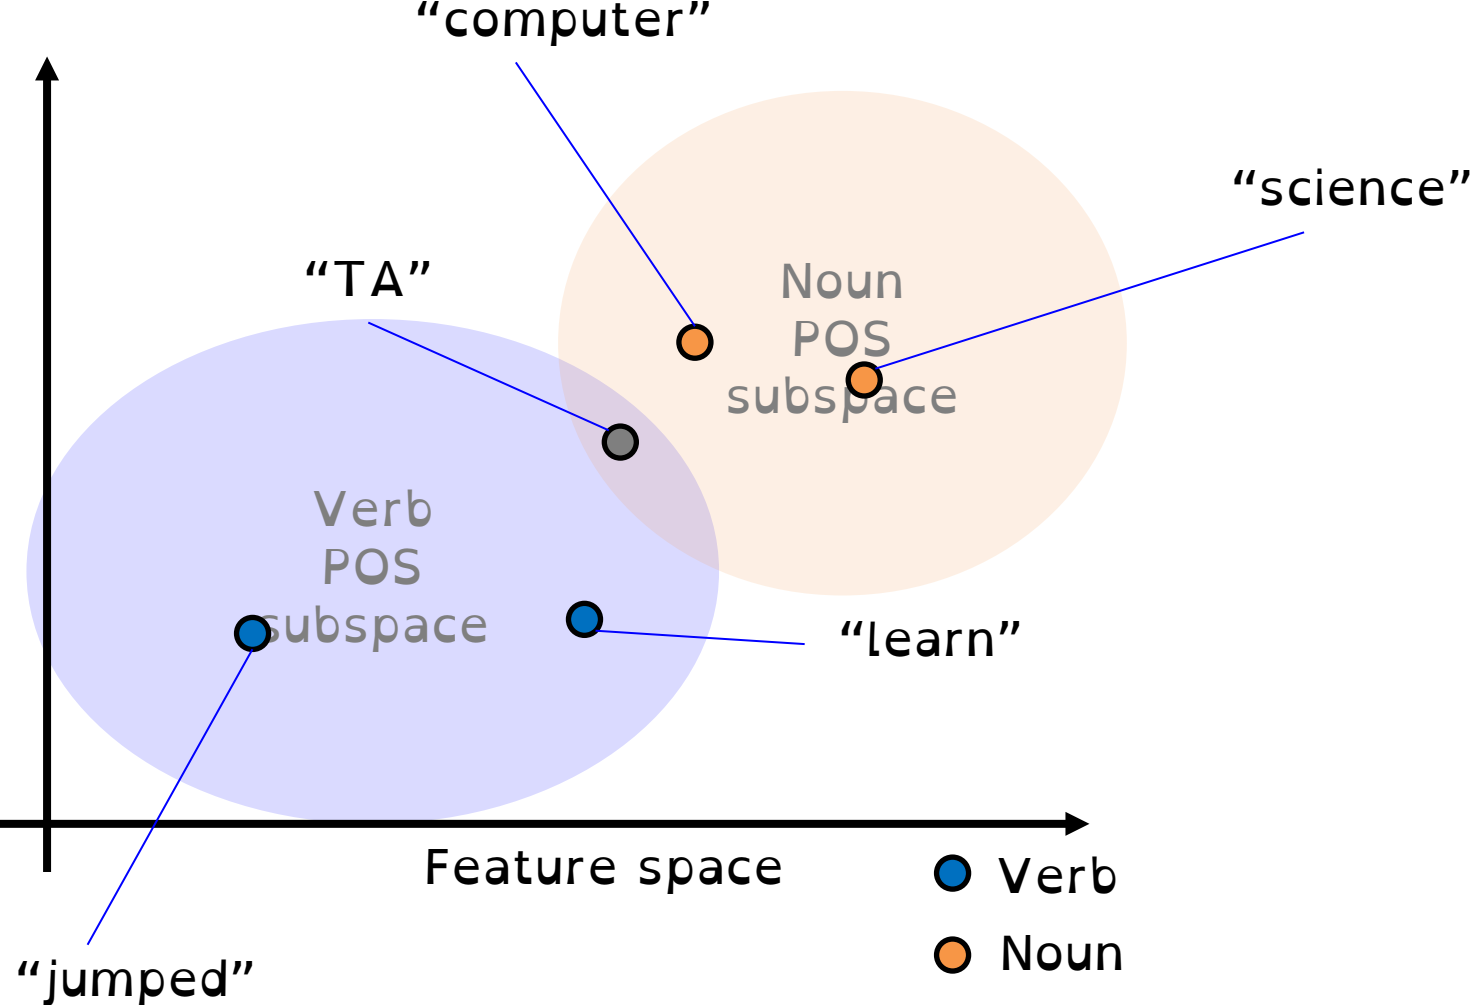 “computer”
“science”
“TA”
Noun
POS
subspace
Verb
POS
subspace
“learn”
Feature space
Verb
Noun
“jumped”